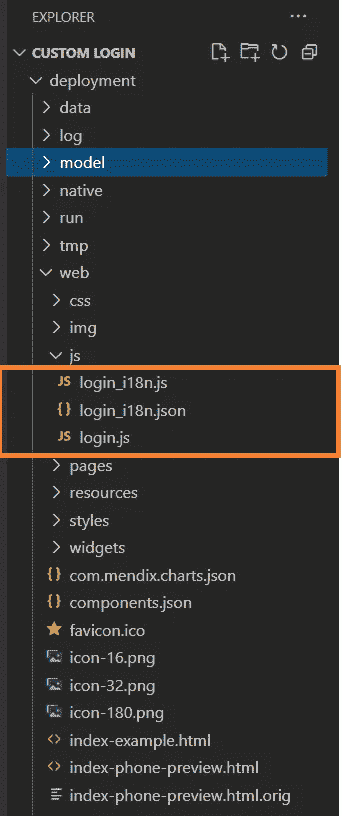 EXPLORER ...
CUSTOM LOGIN
deployment
data
log
model
native
run
tmp
web
css
img
js
JS login_i18n.js
{} login_i18n.json
JS login.js
pages
resources
styles
widgets
{} com.mendix.charts.json
{} components.json
favicon.ico
icon-16.png
icon-32.png
icon-180.png
<> index-example.html
<> index-phone-preview.html
index-phone-preview.html.orig